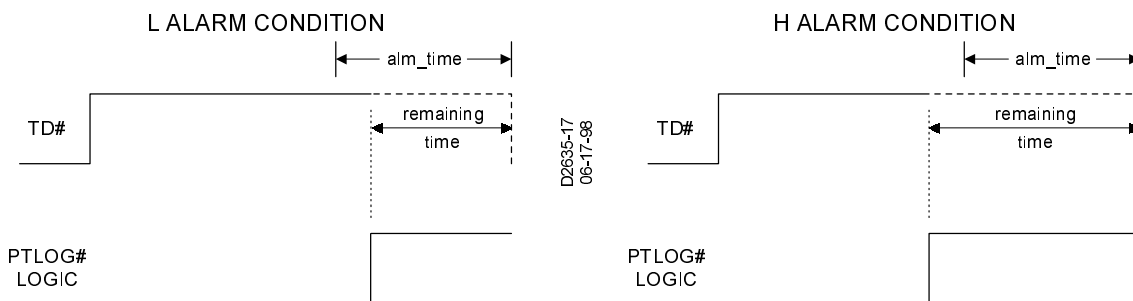 L ALARM CONDITION
alm_time
TD#
remaining
time
PTLOG#
LOGIC
D2635-17
06-17-98
H ALARM CONDITION
alm_time
TD#
remaining
time
PTLOG#
LOGIC